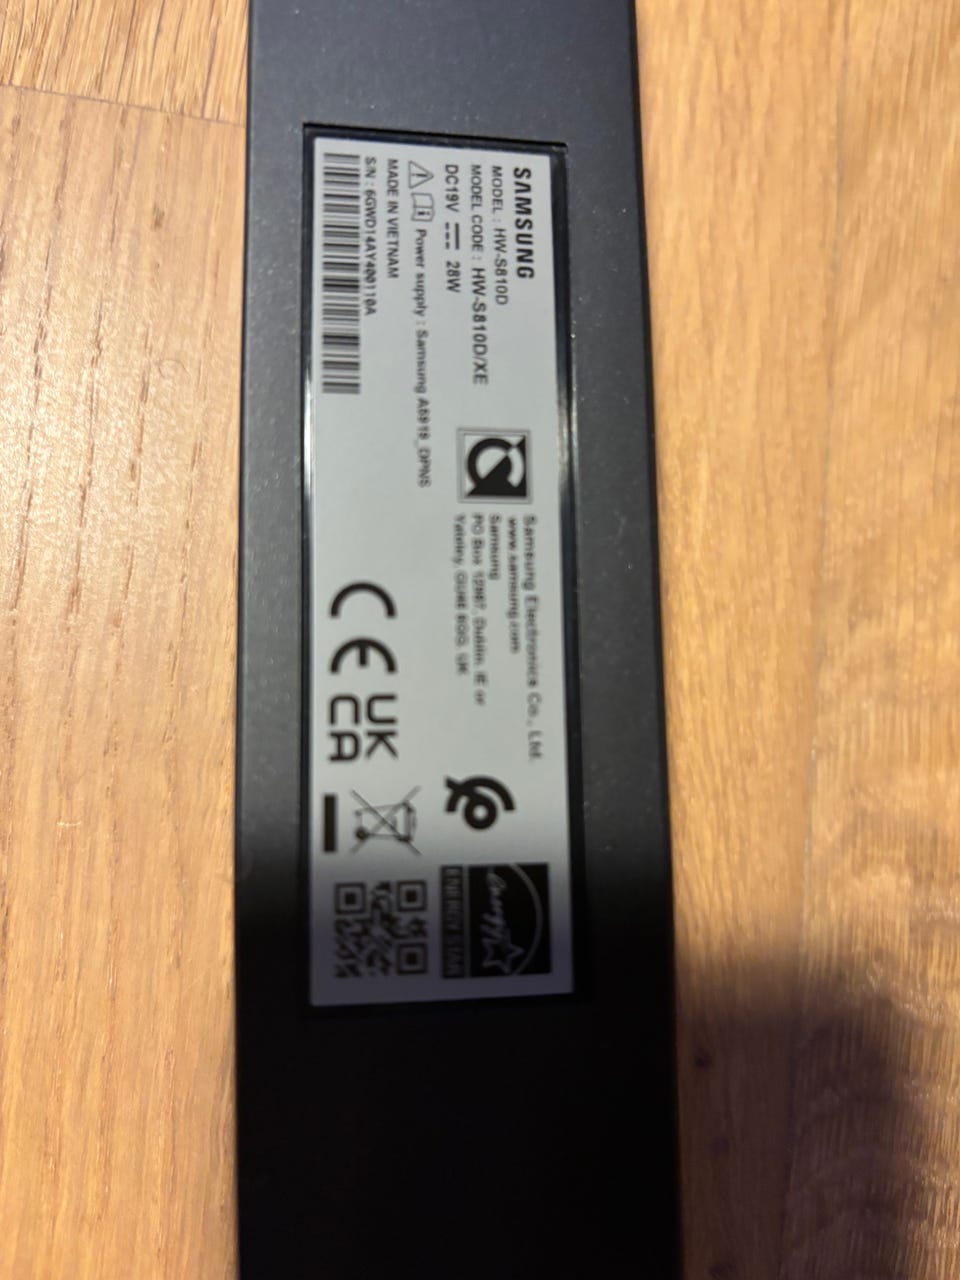 SAMSUNG
MODEL : HW-S810D
MODEL CODE : HW-S810D/XE
DC19V 28W
Power supply : Samsung
MADE IN VIETNAM
S/N : 6GWD14AY400110A
Samsung Electronics Co., Ltd.
www.samsung.com
Samsung
PO Box 12987, Dublin. IE or
Yateley, GU46 6GG. UK
CE
UK
CA
energy
ENERGY STAR